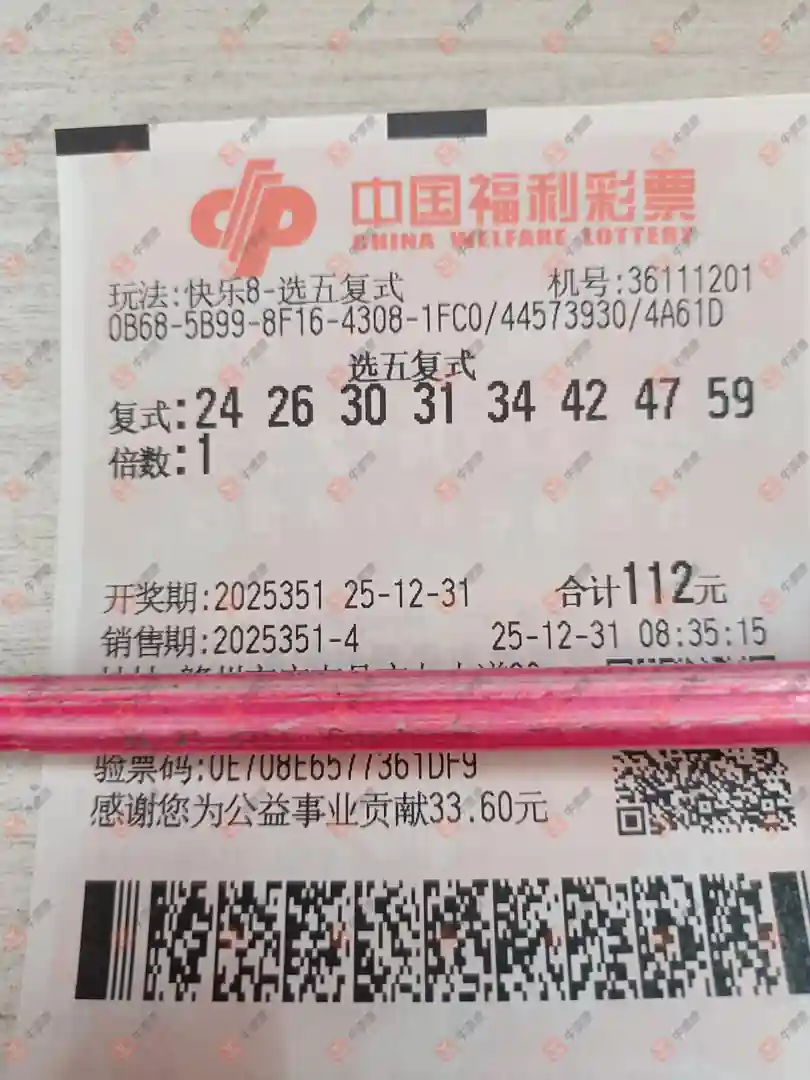 中国福利彩票
CHINA WELFARE LOTTERY
玩法:快乐8-选五复式 机号:36111201
0B68-5B99-8F16-4308-1FC0/44573930/4A61D
选五复式
复式:24 26 30 31 34 42 47 59
倍数:1
开奖期:2025351 25-12-31 合计112元
销售期:2025351-4 25-12-31 08:35:15
验票码:0E708E6577361DF9
感谢您为公益事业贡献33.60元